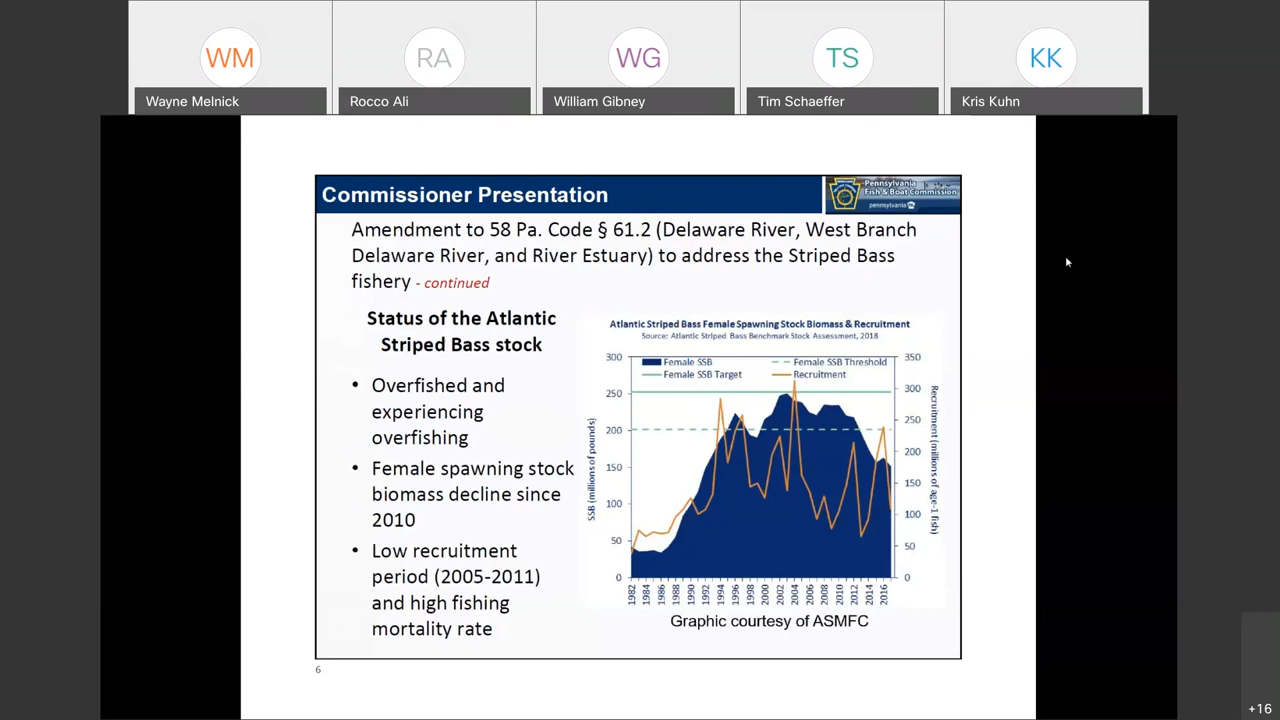 WM
RA
WG
TS
KK
Wayne Melnick
Rocco Ali
William Gibney
Tim Schaeffer
Kris Kuhn
Commissioner Presentation
Pennsylvania
Fish & Boat Commission
pennsylvania
Amendment to 58 Pa. Code § 61.2 (Delaware River, West Branch
Delaware River, and River Estuary) to address the Striped Bass
fishery - continued
Status of the Atlantic
Striped Bass stock
• Overfished and
experiencing
overfishing
• Female spawning stock
biomass decline since
2010
• Low recruitment
period (2005-2011)
and high fishing
mortality rate
Atlantic Striped Bass Female Spawning Stock Biomass & Recruitment
Source: Atlantic Striped Bass Benchmark Stock Assessment, 2018
Female SSB
Female SSB Threshold
Female SSB Target
Recruitment
SSB (millions of pounds)
300
250
200
150
100
50
0
350
300
250
200
150
100
50
0
Recruitment (millions of age-1 fish)
1982 1984 1986 1988 1990 1992 1994 1996 1998 2000 2002 2004 2006 2008 2010 2012 2014 2016
Graphic courtesy of ASMFC
6
+16